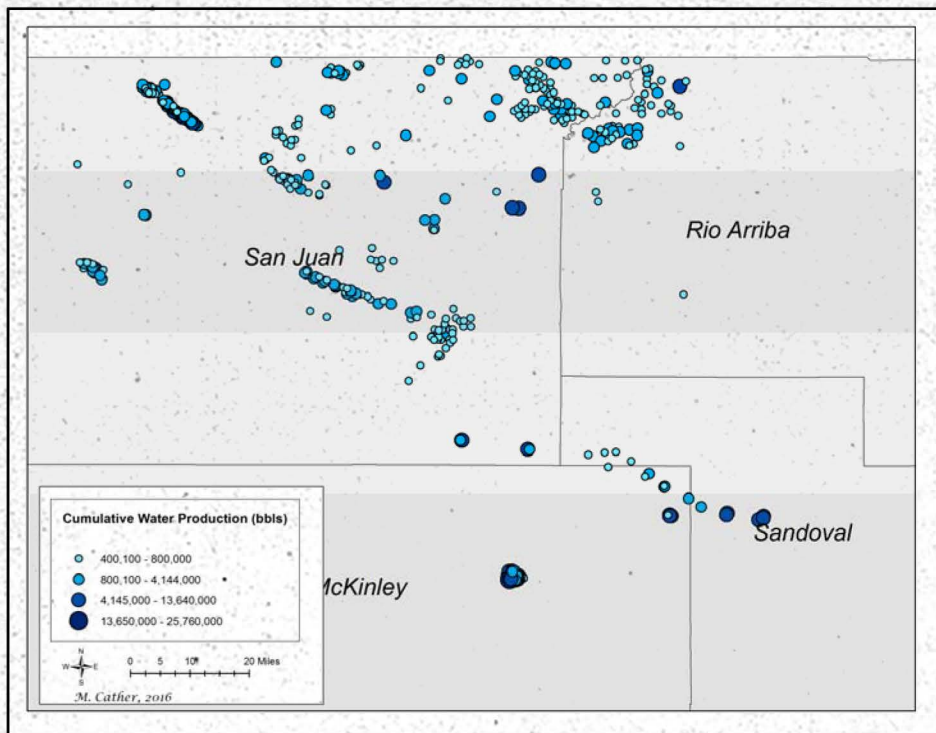 Rio Arriba
San Juan
Sandoval
McKinley
Cumulative Water Production (bbls)
400,100 - 800,000
800,100 - 4,144,000
4,145,000 - 13,640,000
13,650,000 - 25,760,000
N
W E
S
0 5 10 20 Miles
M. Cather, 2016